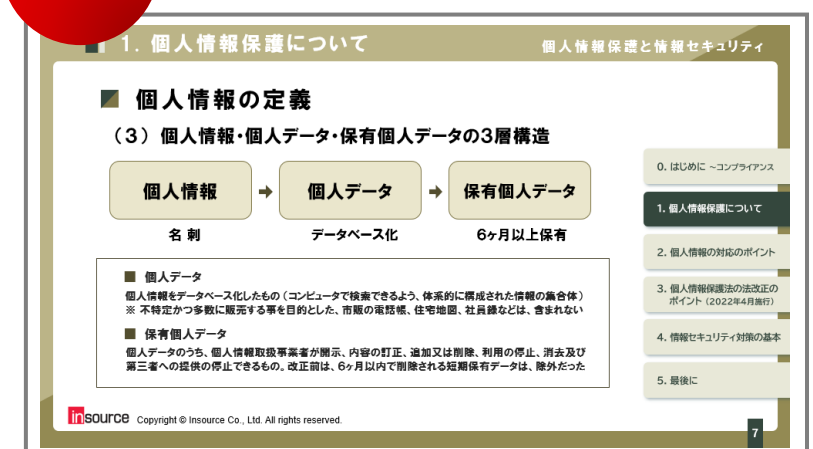 1. 個人情報保護について
個人情報保護と情報セキュリティ
個人情報の定義
(3) 個人情報・個人データ・保有個人データの3層構造
個人情報 → 個人データ → 保有個人データ
名刺 データベース化 6ヶ月以上保有
■ 個人データ
個人情報をデータベース化したもの(コンピュータで検索できるよう、体系的に構成された情報の集合体)
※ 不特定かつ多数に販売する事を目的とした、市販の電話帳、住宅地図、社員録などは、含まれない
■ 保有個人データ
個人データのうち、個人情報取扱事業者が開示、内容の訂正、追加又は削除、利用の停止、消去及び
第三者への提供の停止できるもの。改正前は、6ヶ月以内で削除される短期保有データは、除外だった
0. はじめに ~コンプライアンス
1. 個人情報保護について
2. 個人情報の対応のポイント
3. 個人情報保護法の法改正の
ポイント(2022年4月施行)
4. 情報セキュリティ対策の基本
5. 最後に
insource Copyright © Insource Co., Ltd. All rights reserved.
7